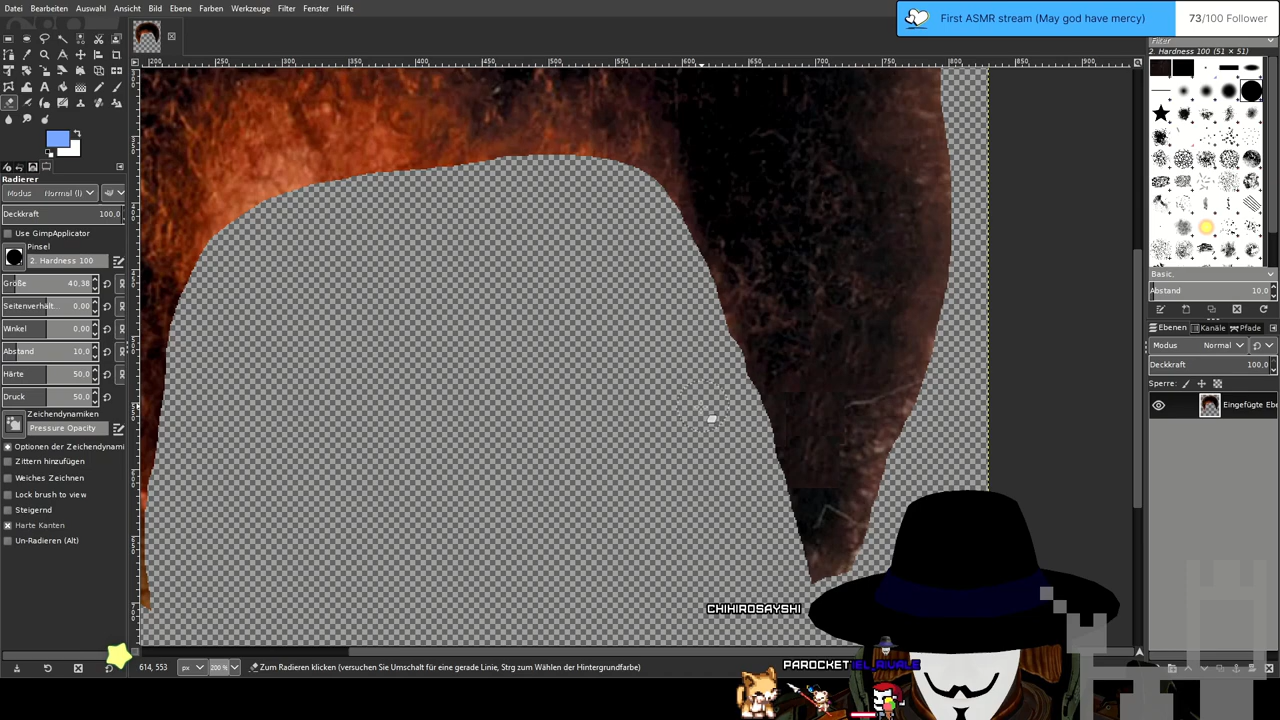 Datei Bearbeiten Auswahl Ansicht Bild Ebene Farben Werkzeuge Filter Fenster Hilfe
First ASMR stream (May god have mercy) 73/100 Follower
Filter
2. Hardness 100 (51 × 51)
Radierer
Modus Normal (l)
Deckkraft 100,0
Use GimpApplicator
Pinsel
2. Hardness 100
Größe 40,38
Seitenverhält... 0,00
Winkel 0,00
Abstand 10,0
Härte 50,0
Druck 50,0
Zeichendynamiken
Pressure Opacity
Optionen der Zeichendynami
Zittern hinzufügen
Weiches Zeichnen
Lock brush to view
Steigernd
Harte Kanten
Un-Radieren (Alt)
Basic,
Abstand 10,0
Ebenen Kanäle Pfade
Modus Normal
Deckkraft 100,0
Sperre:
Eingefügte Ebe
614, 553 px 200 % Zum Radieren klicken (versuchen Sie Umschalt für eine gerade Linie, Strg zum Wählen der Hintergrundfarbe)
CHIHIROSAYSHI